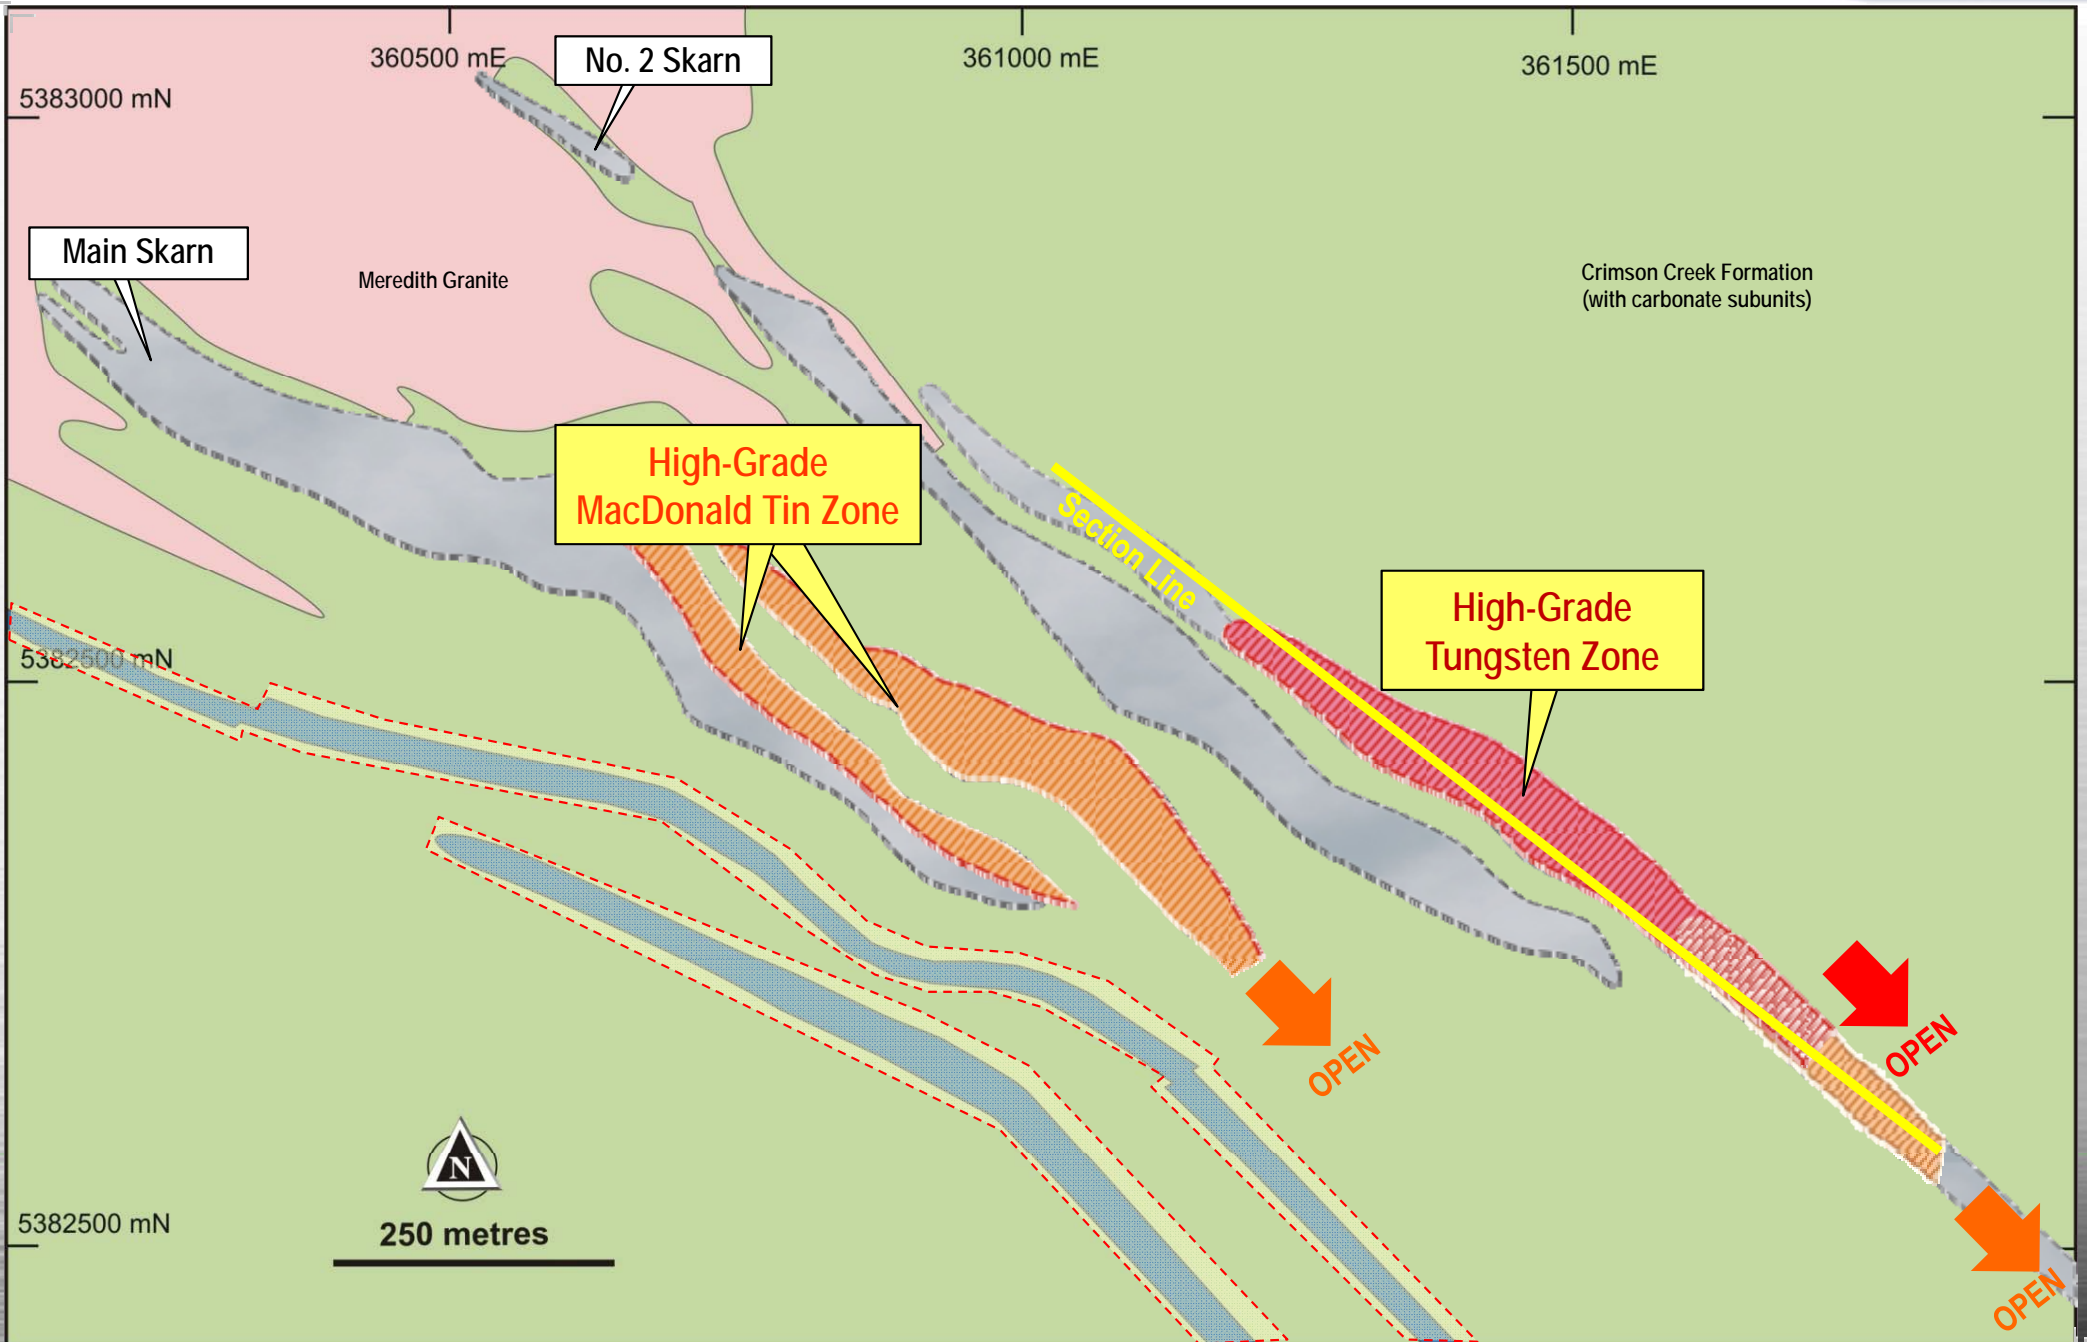 360500 mE
No. 2 Skarn
361000 mE
361500 mE
5383000 mN
Main Skarn
Meredith Granite
Crimson Creek Formation
(with carbonate subunits)
High-Grade
MacDonald Tin Zone
Section Line
High-Grade
Tungsten Zone
5382500 mN
OPEN
OPEN
N
5382500 mN
250 metres
OPEN